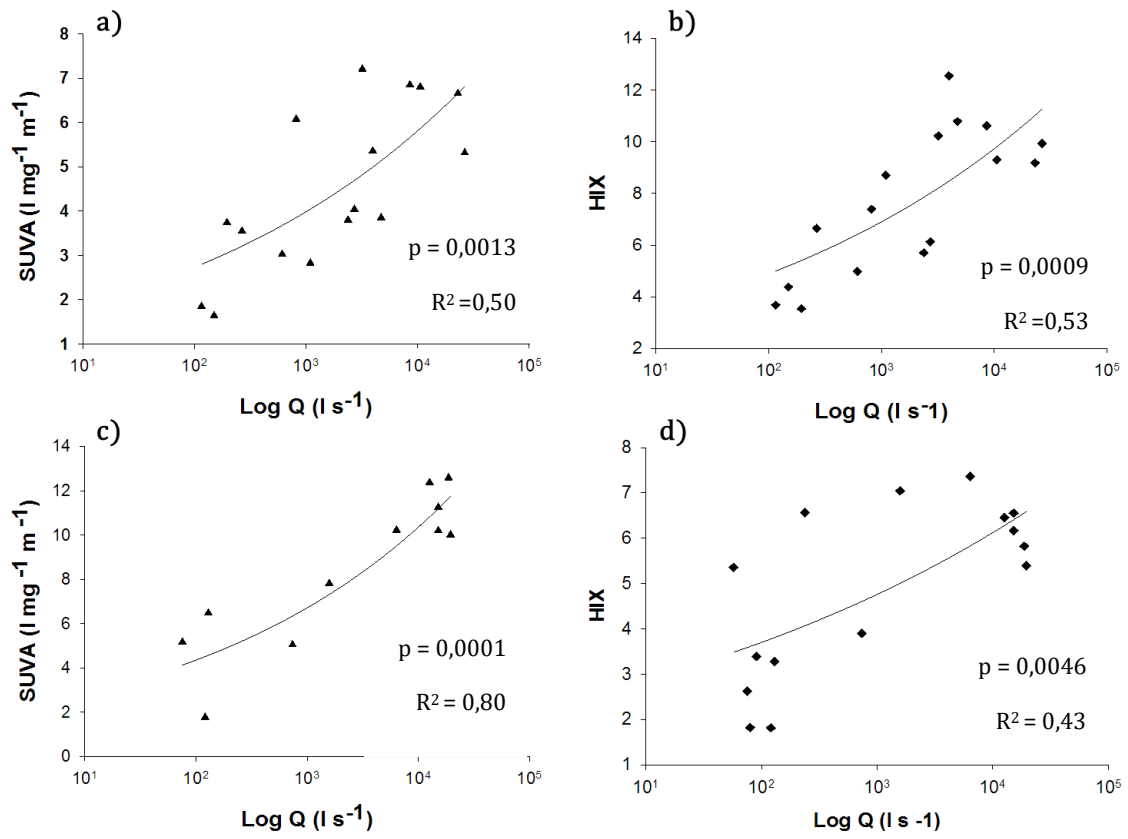 a)
8
7
6
5
4
3
2
1
SUVA (l mg⁻¹ m⁻¹)
p = 0,0013
R² =0,50
10¹ 10² 10³ 10⁴ 10⁵
Log Q (l s⁻¹)
b)
14
12
10
8
6
4
2
HIX
p = 0,0009
R² =0,53
10¹ 10² 10³ 10⁴ 10⁵
Log Q (l s⁻1)
c)
14
12
10
8
6
4
2
0
SUVA (l mg ⁻¹ m⁻¹)
p = 0,0001
R² = 0,80
10¹ 10² 10³ 10⁴ 10⁵
Log Q (l s⁻¹)
d)
8
7
6
5
4
3
2
1
HIX
p = 0,0046
R² = 0,43
10¹ 10² 10³ 10⁴ 10⁵
Log Q (l s -1)